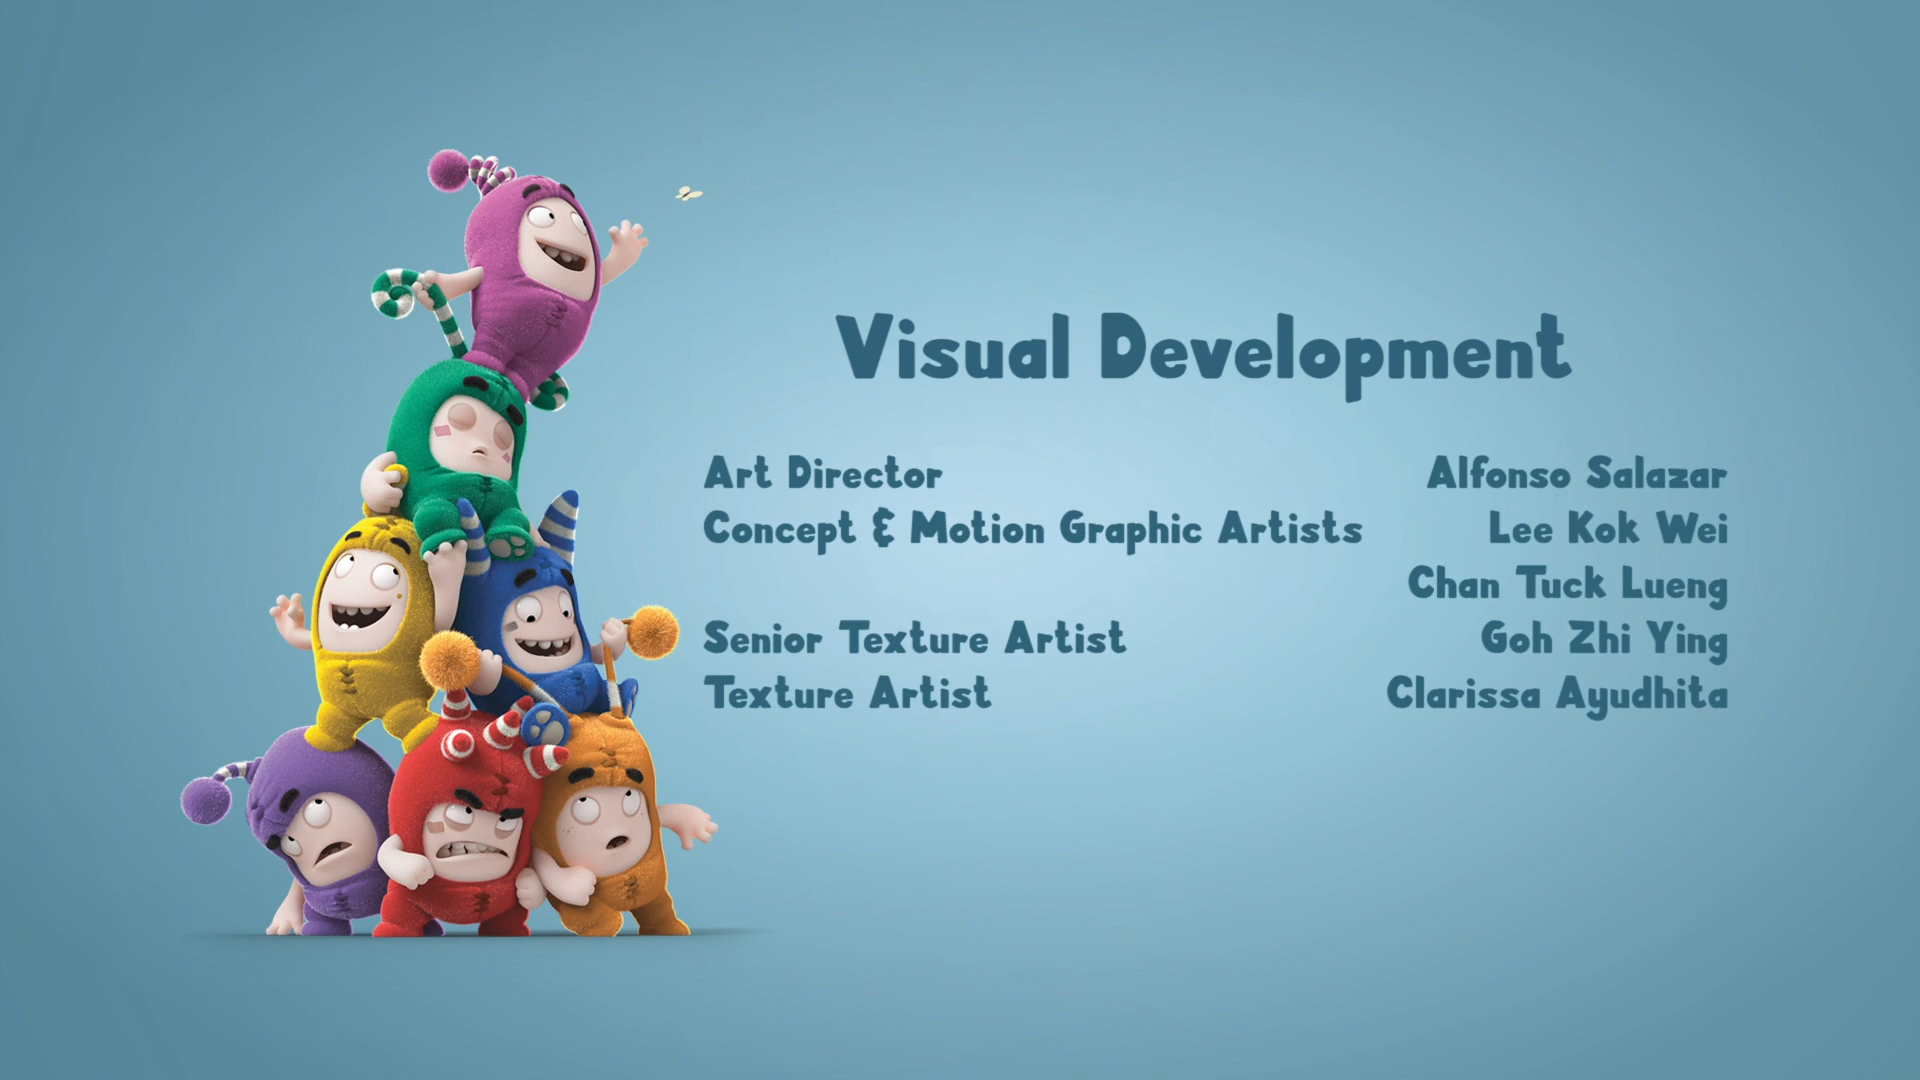 Visual Development
Art Director Alfonso Salazar
Concept & Motion Graphic Artists Lee Kok Wei
Chan Tuck Lueng
Senior Texture Artist Goh Zhi Ying
Texture Artist Clarissa Ayudhita